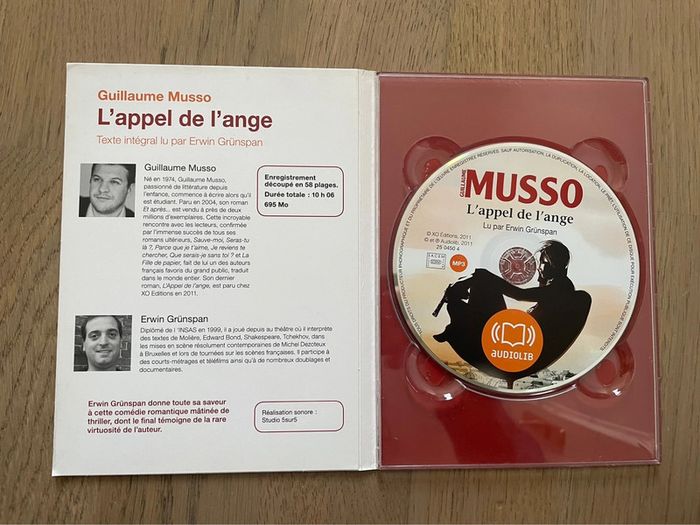 Guillaume Musso
L'appel de l'ange
Texte intégral lu par Erwin Grünspan
Guillaume Musso
Né en 1974, Guillaume Musso,
passionné de littérature depuis
l'enfance, commence à écrire alors qu'il
est étudiant. Paru en 2004, son roman
Et après... est vendu à près de deux
millions d'exemplaires. Cette incroyable
rencontre avec les lecteurs, confirmée
par l'immense succès de tous ses
romans ultérieurs, Sauve-moi, Seras-tu
là ?, Parce que je t'aime, Je reviens te
chercher, Que serais-je sans toi ? et La
Fille de papier, fait de lui un des auteurs
français favoris du grand public, traduit
dans le monde entier. Son dernier
roman, L'Appel de l'ange, est paru chez
XO Editions en 2011.
Enregistrement
découpé en 58 plages.
Durée totale : 10 h 06
695 Mo
Erwin Grünspan
Diplômé de l 'INSAS en 1999, il a joué depuis au théâtre où il interprète
des textes de Molière, Edward Bond, Shakespeare, Tchekhov, dans
les mises en scène résolument contemporaines de Michel Dezoteux
à Bruxelles et lors de tournées sur les scènes françaises. Il participe à
des courts-métrages et téléfilms ainsi qu'à de nombreux doublages et
documentaires.
Erwin Grünspan donne toute sa saveur
à cette comédie romantique mâtinée de
thriller, dont le final témoigne de la rare
virtuosité de l'auteur.
Réalisation sonore :
Studio 5sur5
GUILLAUME
MUSSO
L'appel de l'ange
Lu par Erwin Grünspan
© XO Éditions, 2011
© et ℗ Audiolib, 2011
25 0450 4
SACEM
MP3
AUDIOLIB